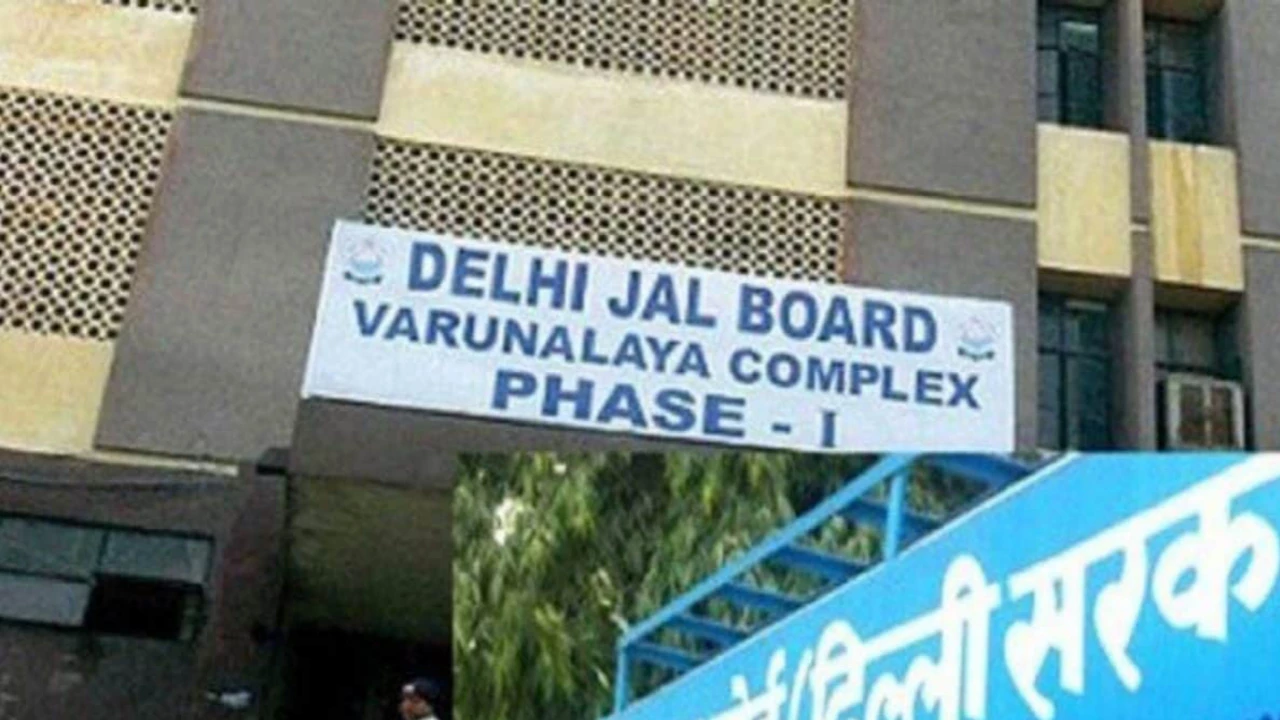 DELHI JAL BOARD
VARUNALAYA COMPLEX
PHASE - I
दिल्ली सरक